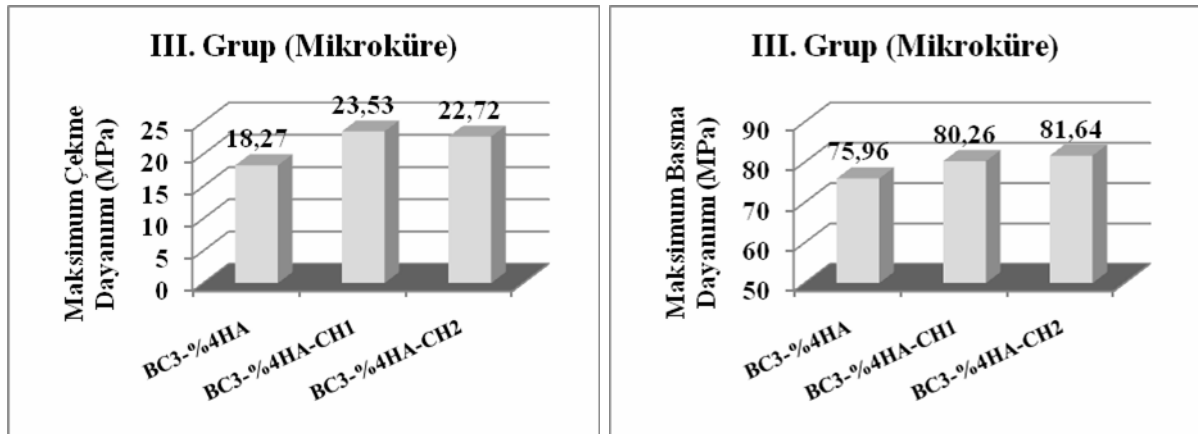 III. Grup (Mikroküre)
Maksimum Çekme
Dayanımı (MPa)
25
20
15
10
5
0
18,27
23,53
22,72
BC3-%4HA
BC3-%4HA-CH1
BC3-%4HA-CH2
III. Grup (Mikroküre)
Maksimum Basma
Dayanımı (MPa)
90
80
70
60
50
75,96
80,26
81,64
BC3-%4HA
BC3-%4HA-CH1
BC3-%4HA-CH2